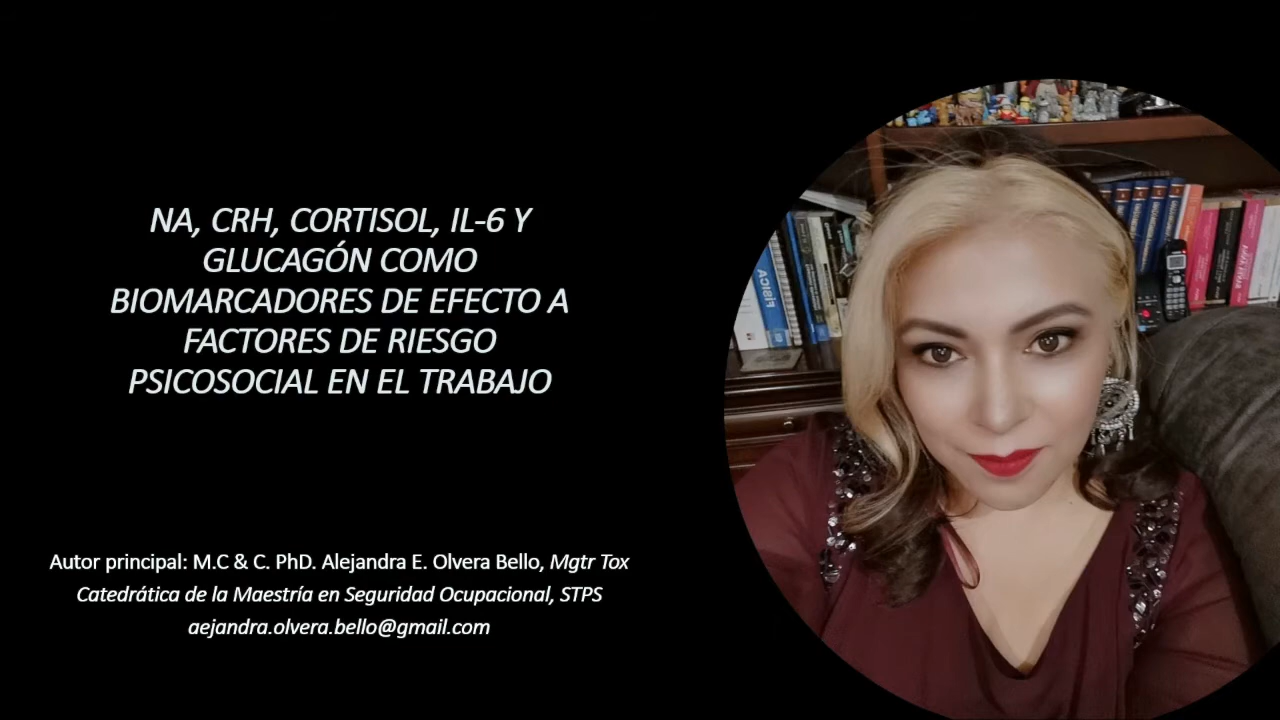 NA, CRH, CORTISOL, IL-6 Y
GLUCAGÓN COMO
BIOMARCADORES DE EFECTO A
FACTORES DE RIESGO
PSICOSOCIAL EN EL TRABAJO
Autor principal: M.C & C. PhD. Alejandra E. Olvera Bello, Mgtr Tox
Catedrática de la Maestría en Seguridad Ocupacional, STPS
aejandra.olvera.bello@gmail.com
FÍSICA